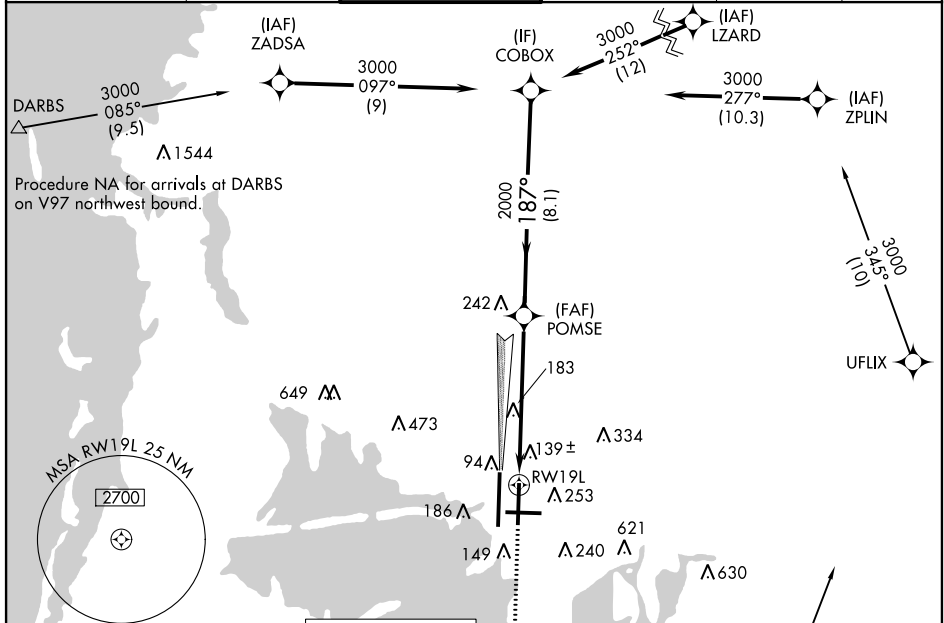 (IAF)
ZADSA
(IF)
COBOX
(IAF)
LZARD
3000
252°
(12)
3000
097°
(9)
3000
277°
(10.3)
(IAF)
ZPLIN
DARBS
3000
085°
(9.5)
1544
Procedure NA for arrivals at DARBS
on V97 northwest bound.
2000
187°
(8.1)
3000
345°
(10)
242
(FAF)
POMSE
UFLIX
183
649
473
334
139±
94
RW19L
253
MSA RW19L 25 NM
2700
186
149
240
621
630